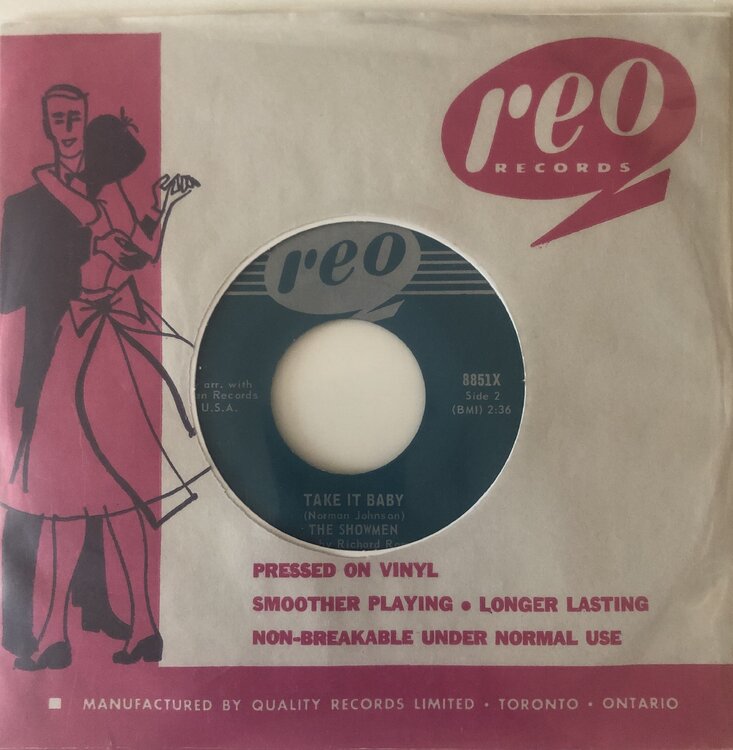 reo
RECORDS
reo
arr. with
Records
U.S.A.
8851X
Side 2
(BMI) 2:36
TAKE IT BABY
(Norman Johnson)
THE SHOWMEN
by Richard
PRESSED ON VINYL
SMOOTHER PLAYING • LONGER LASTING
NON-BREAKABLE UNDER NORMAL USE
MANUFACTURED BY QUALITY RECORDS LIMITED • TORONTO • ONTARIO